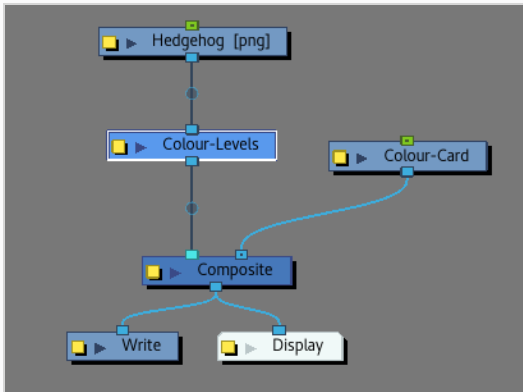 Hedgehog [png]
Colour-Levels
Colour-Card
Composite
Write
Display